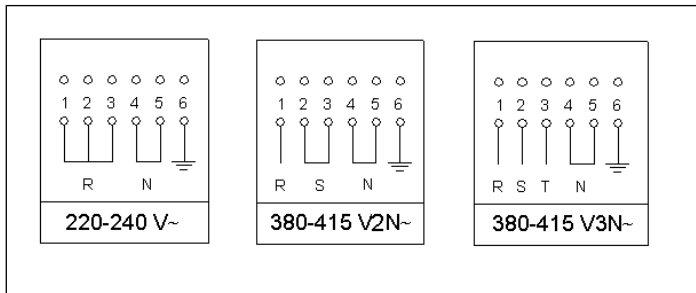 1 2 3 4 5 6
R N
220-240 V~
1 2 3 4 5 6
R S N
380-415 V2N~
1 2 3 4 5 6
R S T N
380-415 V3N~